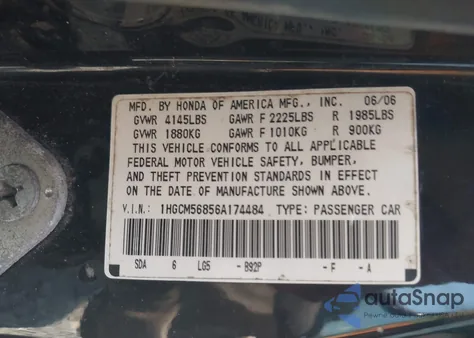 MFD. BY HONDA OF AMERICA MFG., INC. 06/06
GVWR 4145LBS GAWR F 2225LBS R 1985LBS
GVWR 1880KG GAWR F 1010KG R 900KG
THIS VEHICLE CONFORMS TO ALL APPLICABLE
FEDERAL MOTOR VEHICLE SAFETY, BUMPER,
AND THEFT PREVENTION STANDARDS IN EFFECT
ON THE DATE OF MANUFACTURE SHOWN ABOVE.
V.I.N: 1HGCM56856A174484 TYPE: PASSENGER CAR
SDA 6 LG5 - B92P - F - A
autoSnap